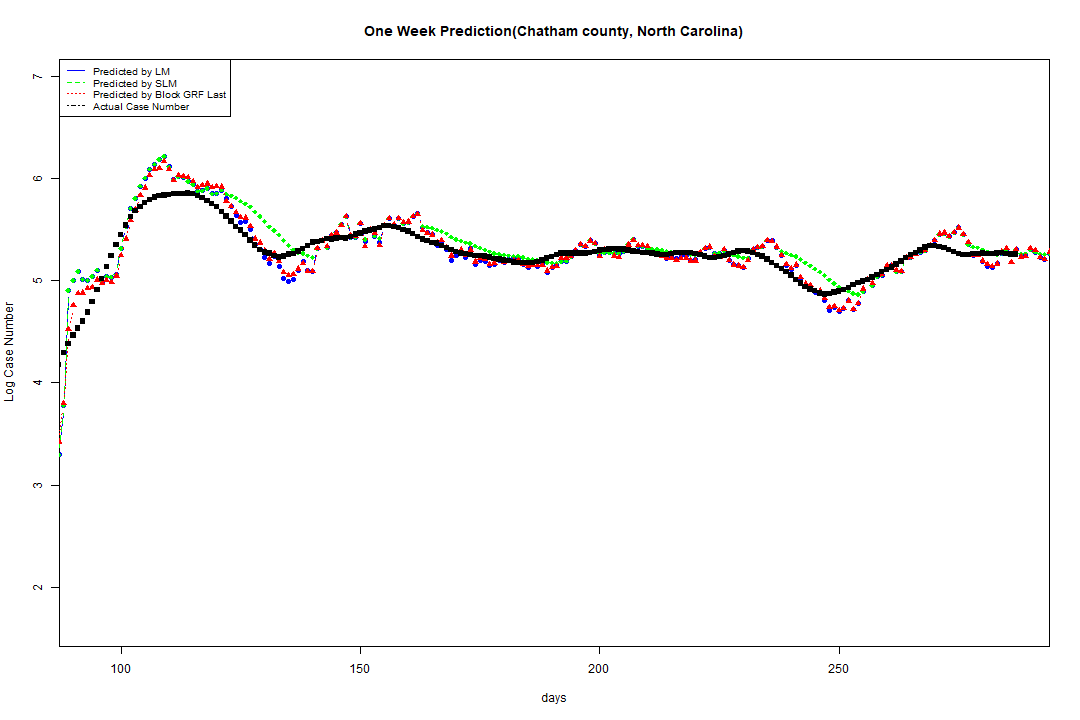 One Week Prediction(Chatham county, North Carolina)
Predicted by LM
Predicted by SLM
Predicted by Block GRF Last
Actual Case Number
7
6
5
4
3
2
Log Case Number
100 150 200 250
days